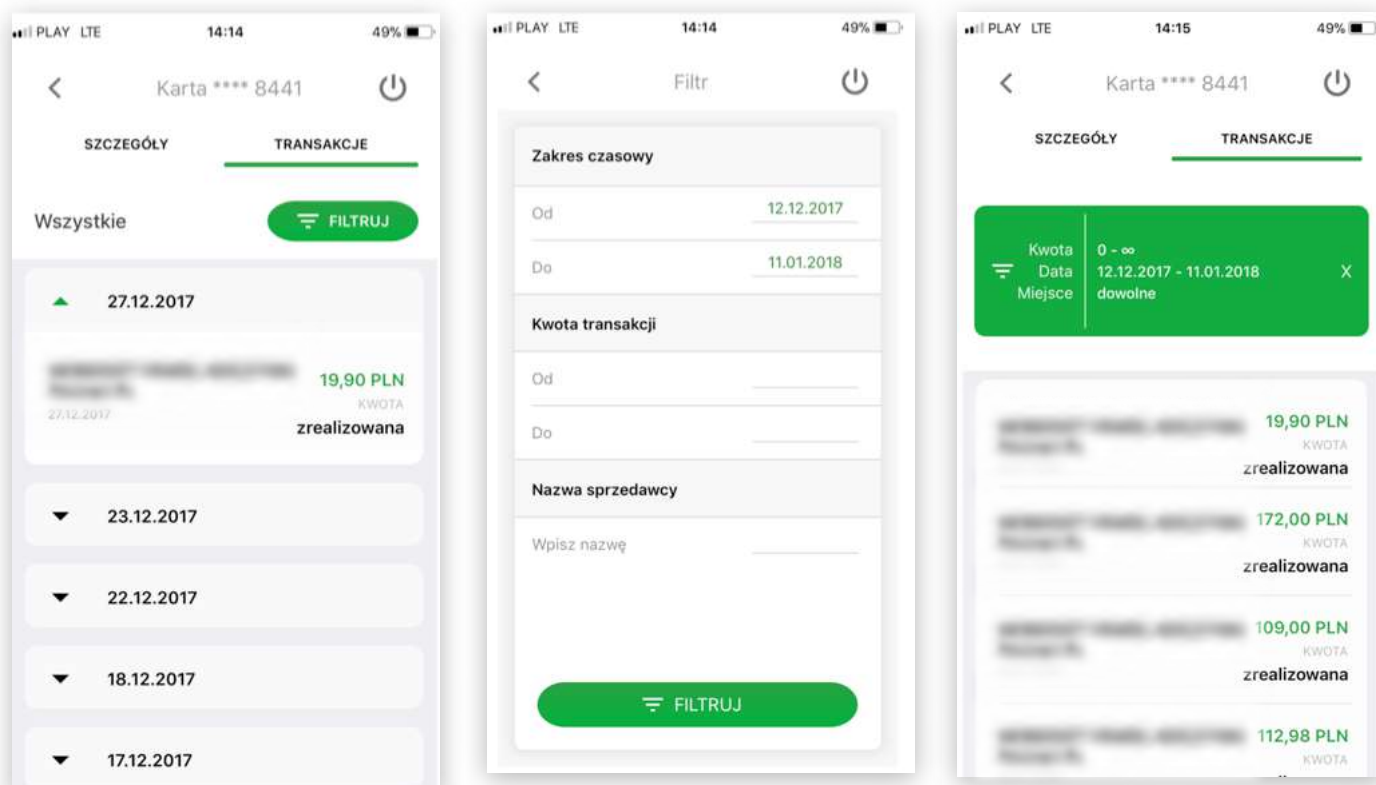 PLAY LTE 14:14 49%
Karta **** 8441
SZCZEGÓŁY TRANSAKCJE
Wszystkie FILTRUJ
27.12.2017
19,90 PLN
KWOTA
27.12.2017
zrealizowana
23.12.2017
22.12.2017
18.12.2017
17.12.2017
PLAY LTE 14:14 49%
Filtr
Zakres czasowy
Od 12.12.2017
Do 11.01.2018
Kwota transakcji
Od
Do
Nazwa sprzedawcy
Wpisz nazwę
FILTRUJ
PLAY LTE 14:15 49%
Karta **** 8441
SZCZEGÓŁY TRANSAKCJE
Kwota 0 - ∞
Data 12.12.2017 - 11.01.2018 X
Miejsce dowolne
19,90 PLN
KWOTA
zrealizowana
172,00 PLN
KWOTA
zrealizowana
109,00 PLN
KWOTA
zrealizowana
112,98 PLN
KWOTA